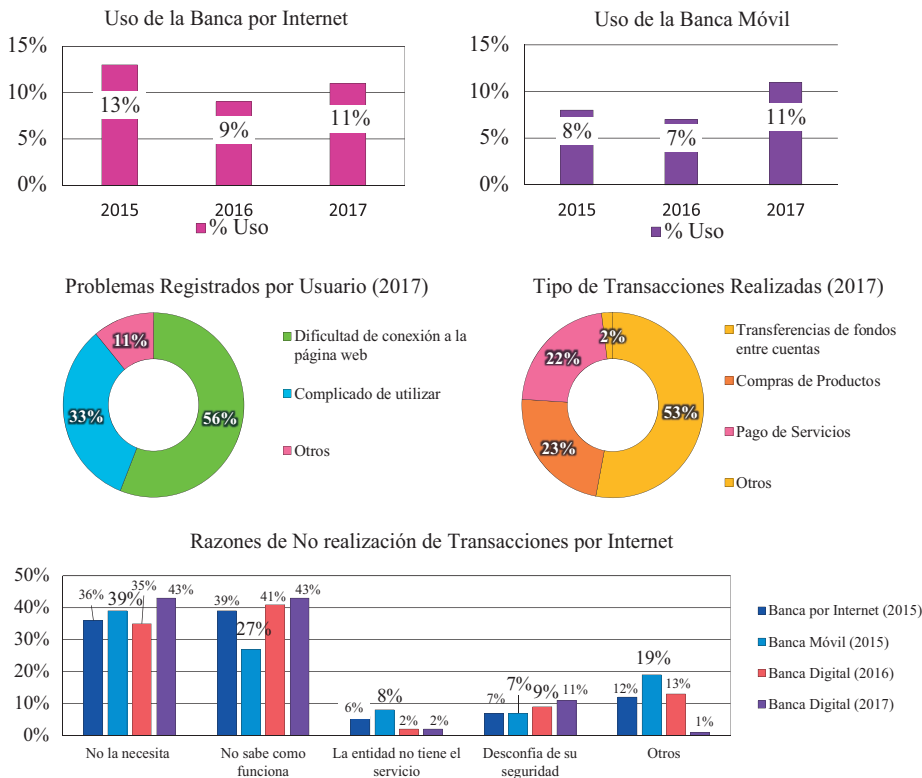 Uso de la Banca por Internet
15%
10%
5%
0%
13%
9%
11%
2015
2016
2017
% Uso
Uso de la Banca Móvil
15%
10%
5%
0%
8%
7%
11%
2015
2016
2017
% Uso
Problemas Registrados por Usuario (2017)
11%
33%
56%
Dificultad de conexión a la
página web
Complicado de utilizar
Otros
Tipo de Transacciones Realizadas (2017)
2%
22%
53%
23%
Transferencias de fondos
entre cuentas
Compras de Productos
Pago de Servicios
Otros
Razones de No realización de Transacciones por Internet
50%
40%
30%
20%
10%
0%
36%
39%
35%
43%
39%
27%
41%
43%
6%
8%
2%
2%
7%
7%
9%
11%
12%
19%
13%
1%
No la necesita
No sabe como
funciona
La entidad no tiene el
servicio
Desconfia de su
seguridad
Otros
Banca por Internet (2015)
Banca Móvil (2015)
Banca Digital (2016)
Banca Digital (2017)